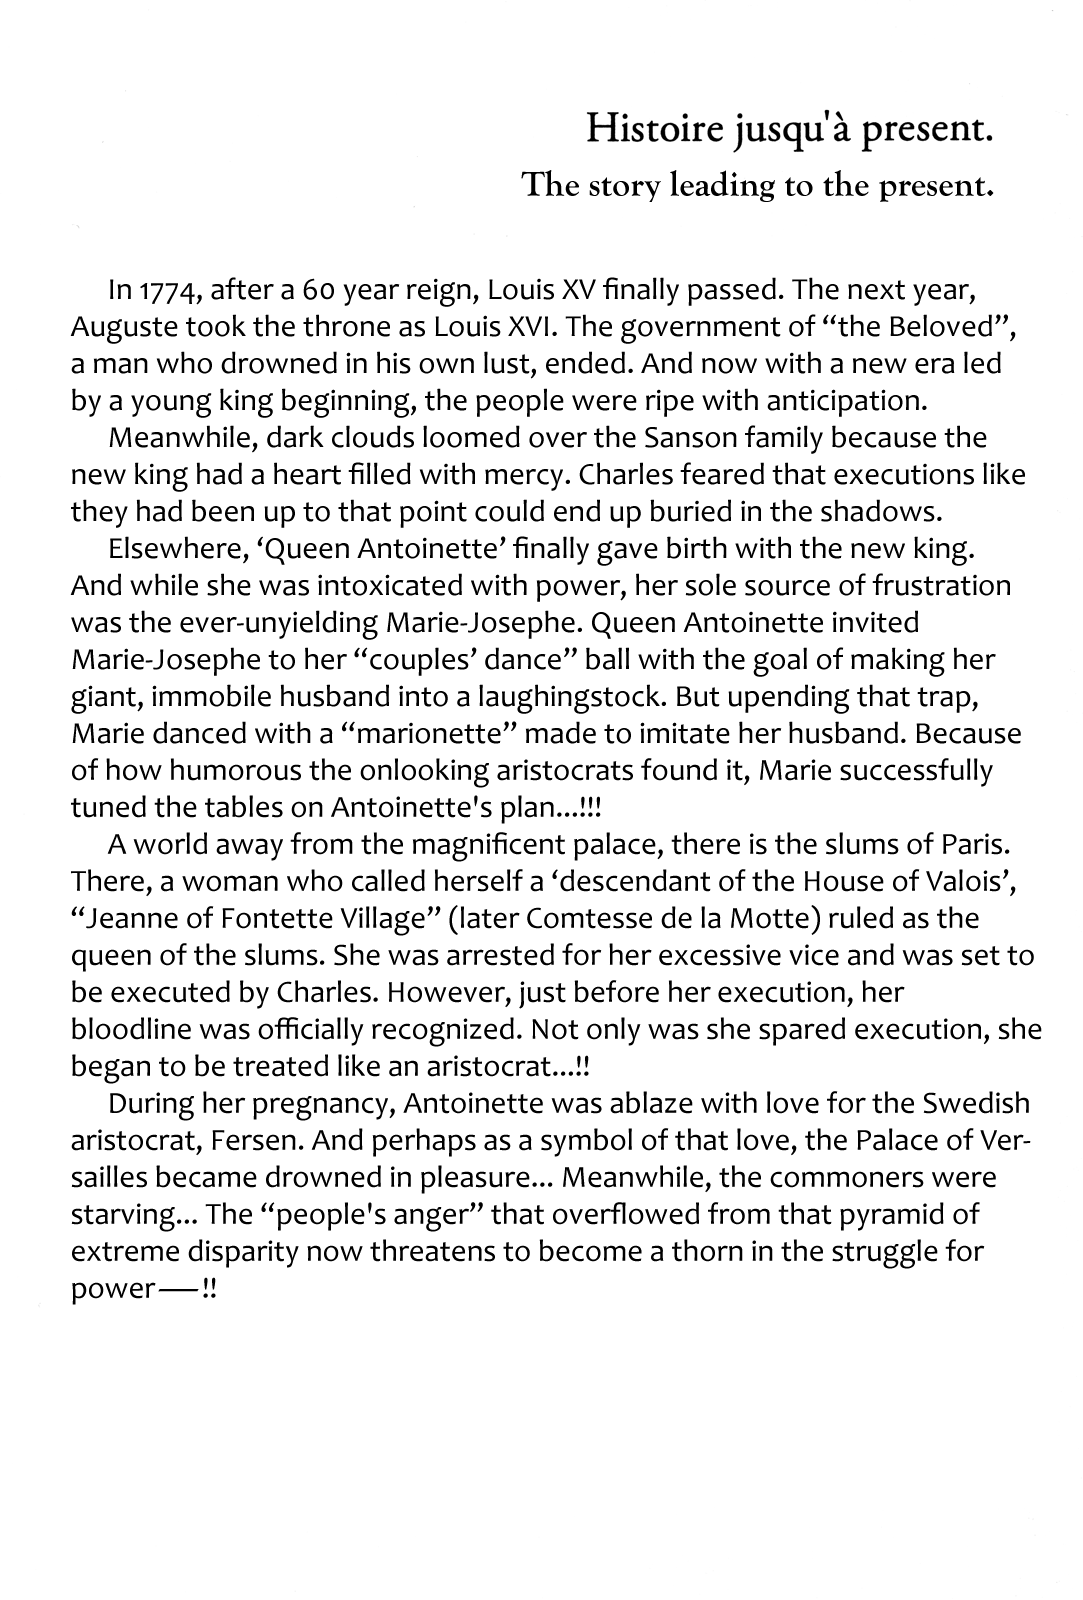 Histoire jusqu'à present.
The story leading to the present.
In 1774, after a 60 year reign, Louis XV finally passed. The next year,
Auguste took the throne as Louis XVI. The government of “the Beloved”,
a man who drowned in his own lust, ended. And now with a new era led
by a young king beginning, the people were ripe with anticipation.
Meanwhile, dark clouds loomed over the Sanson family because the
new king had a heart filled with mercy. Charles feared that executions like
they had been up to that point could end up buried in the shadows.
Elsewhere, ‘Queen Antoinette’ finally gave birth with the new king.
And while she was intoxicated with power, her sole source of frustration
was the ever-unyielding Marie-Josephe. Queen Antoinette invited
Marie-Josephe to her “couples’ dance” ball with the goal of making her
giant, immobile husband into a laughingstock. But upending that trap,
Marie danced with a “marionette” made to imitate her husband. Because
of how humorous the onlooking aristocrats found it, Marie successfully
tuned the tables on Antoinette's plan...!!!
A world away from the magnificent palace, there is the slums of Paris.
There, a woman who called herself a ‘descendant of the House of Valois’,
“Jeanne of Fontette Village” (later Comtesse de la Motte) ruled as the
queen of the slums. She was arrested for her excessive vice and was set to
be executed by Charles. However, just before her execution, her
bloodline was officially recognized. Not only was she spared execution, she
began to be treated like an aristocrat...!!
During her pregnancy, Antoinette was ablaze with love for the Swedish
aristocrat, Fersen. And perhaps as a symbol of that love, the Palace of Ver-
sailles became drowned in pleasure... Meanwhile, the commoners were
starving... The “people's anger” that overflowed from that pyramid of
extreme disparity now threatens to become a thorn in the struggle for
power—!!